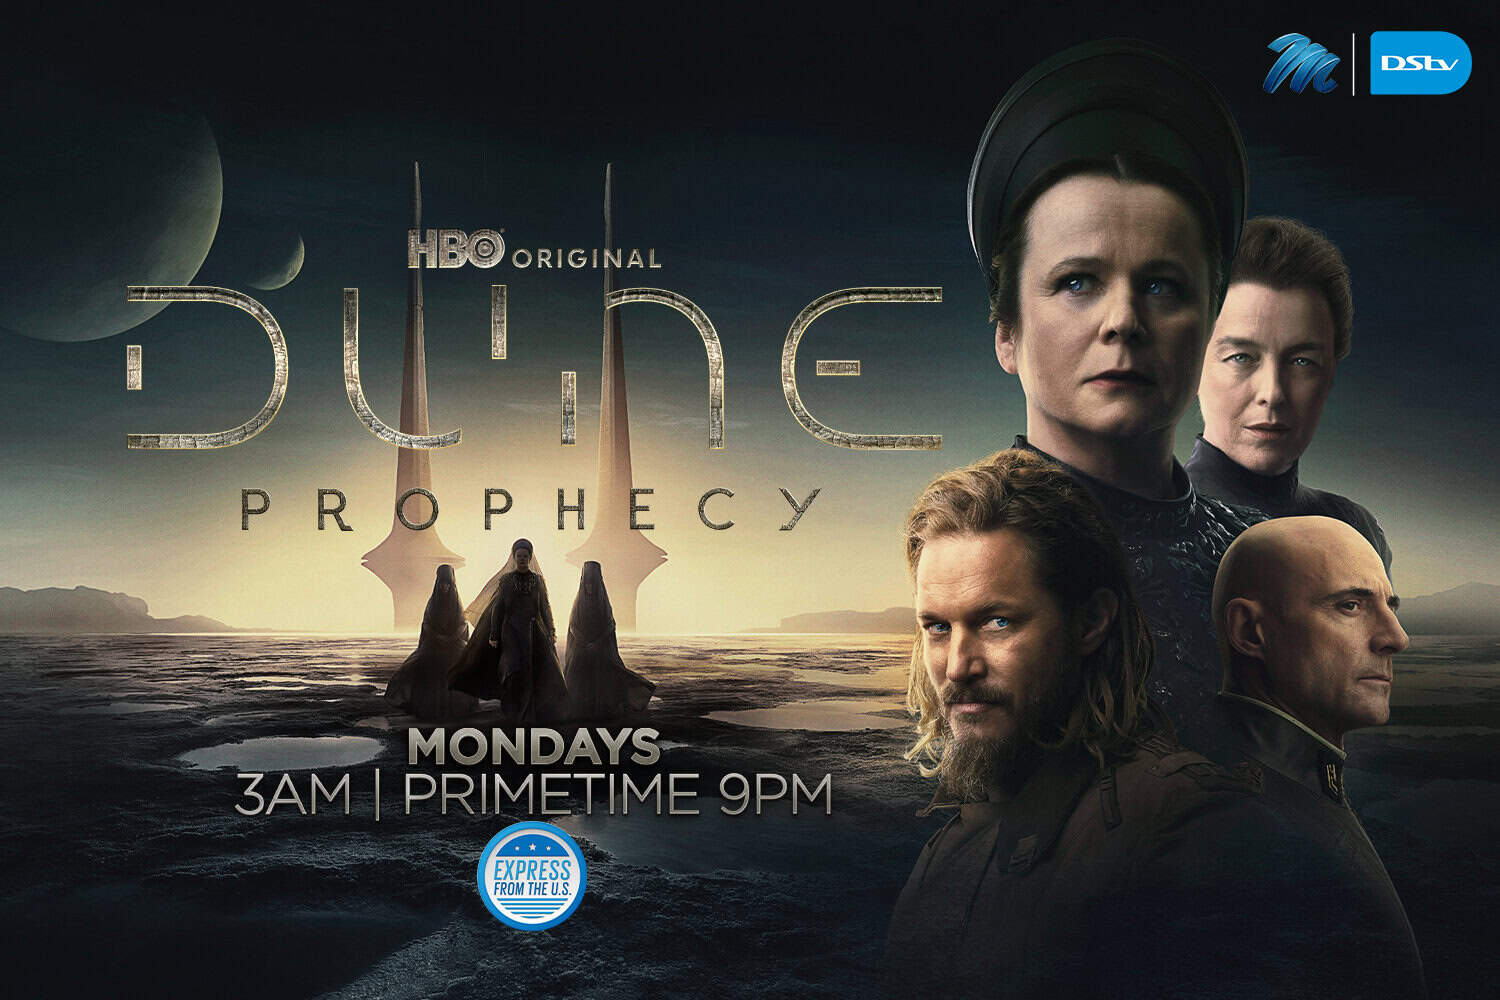 DStv
HBO ORIGINAL
DUNE
PROPHECY
MONDAYS
3AM | PRIMETIME 9PM
EXPRESS
FROM THE U.S.